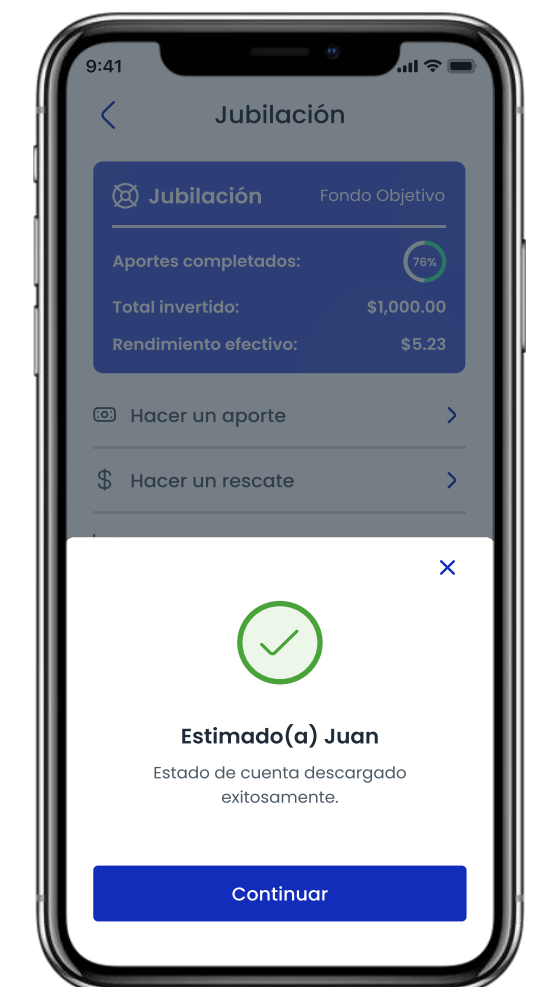 9:41
Jubilación
Jubilación Fondo Objetivo
Aportes completados: 76%
Total invertido: $1,000.00
Rendimiento efectivo: $5.23
Hacer un aporte
Hacer un rescate
Estimado(a) Juan
Estado de cuenta descargado
exitosamente.
Continuar